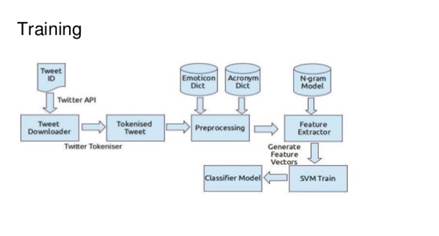 Training
Tweet
ID
Emoticon
Dict
Acronym
Dict
N-gram
Model
Twitter API
Tweet
Downloader
Tokenised
Tweet
Preprocessing
Feature
Extractor
Twitter Tokeniser
Generate
Feature
Vectors
Classifier Model
SVM Train